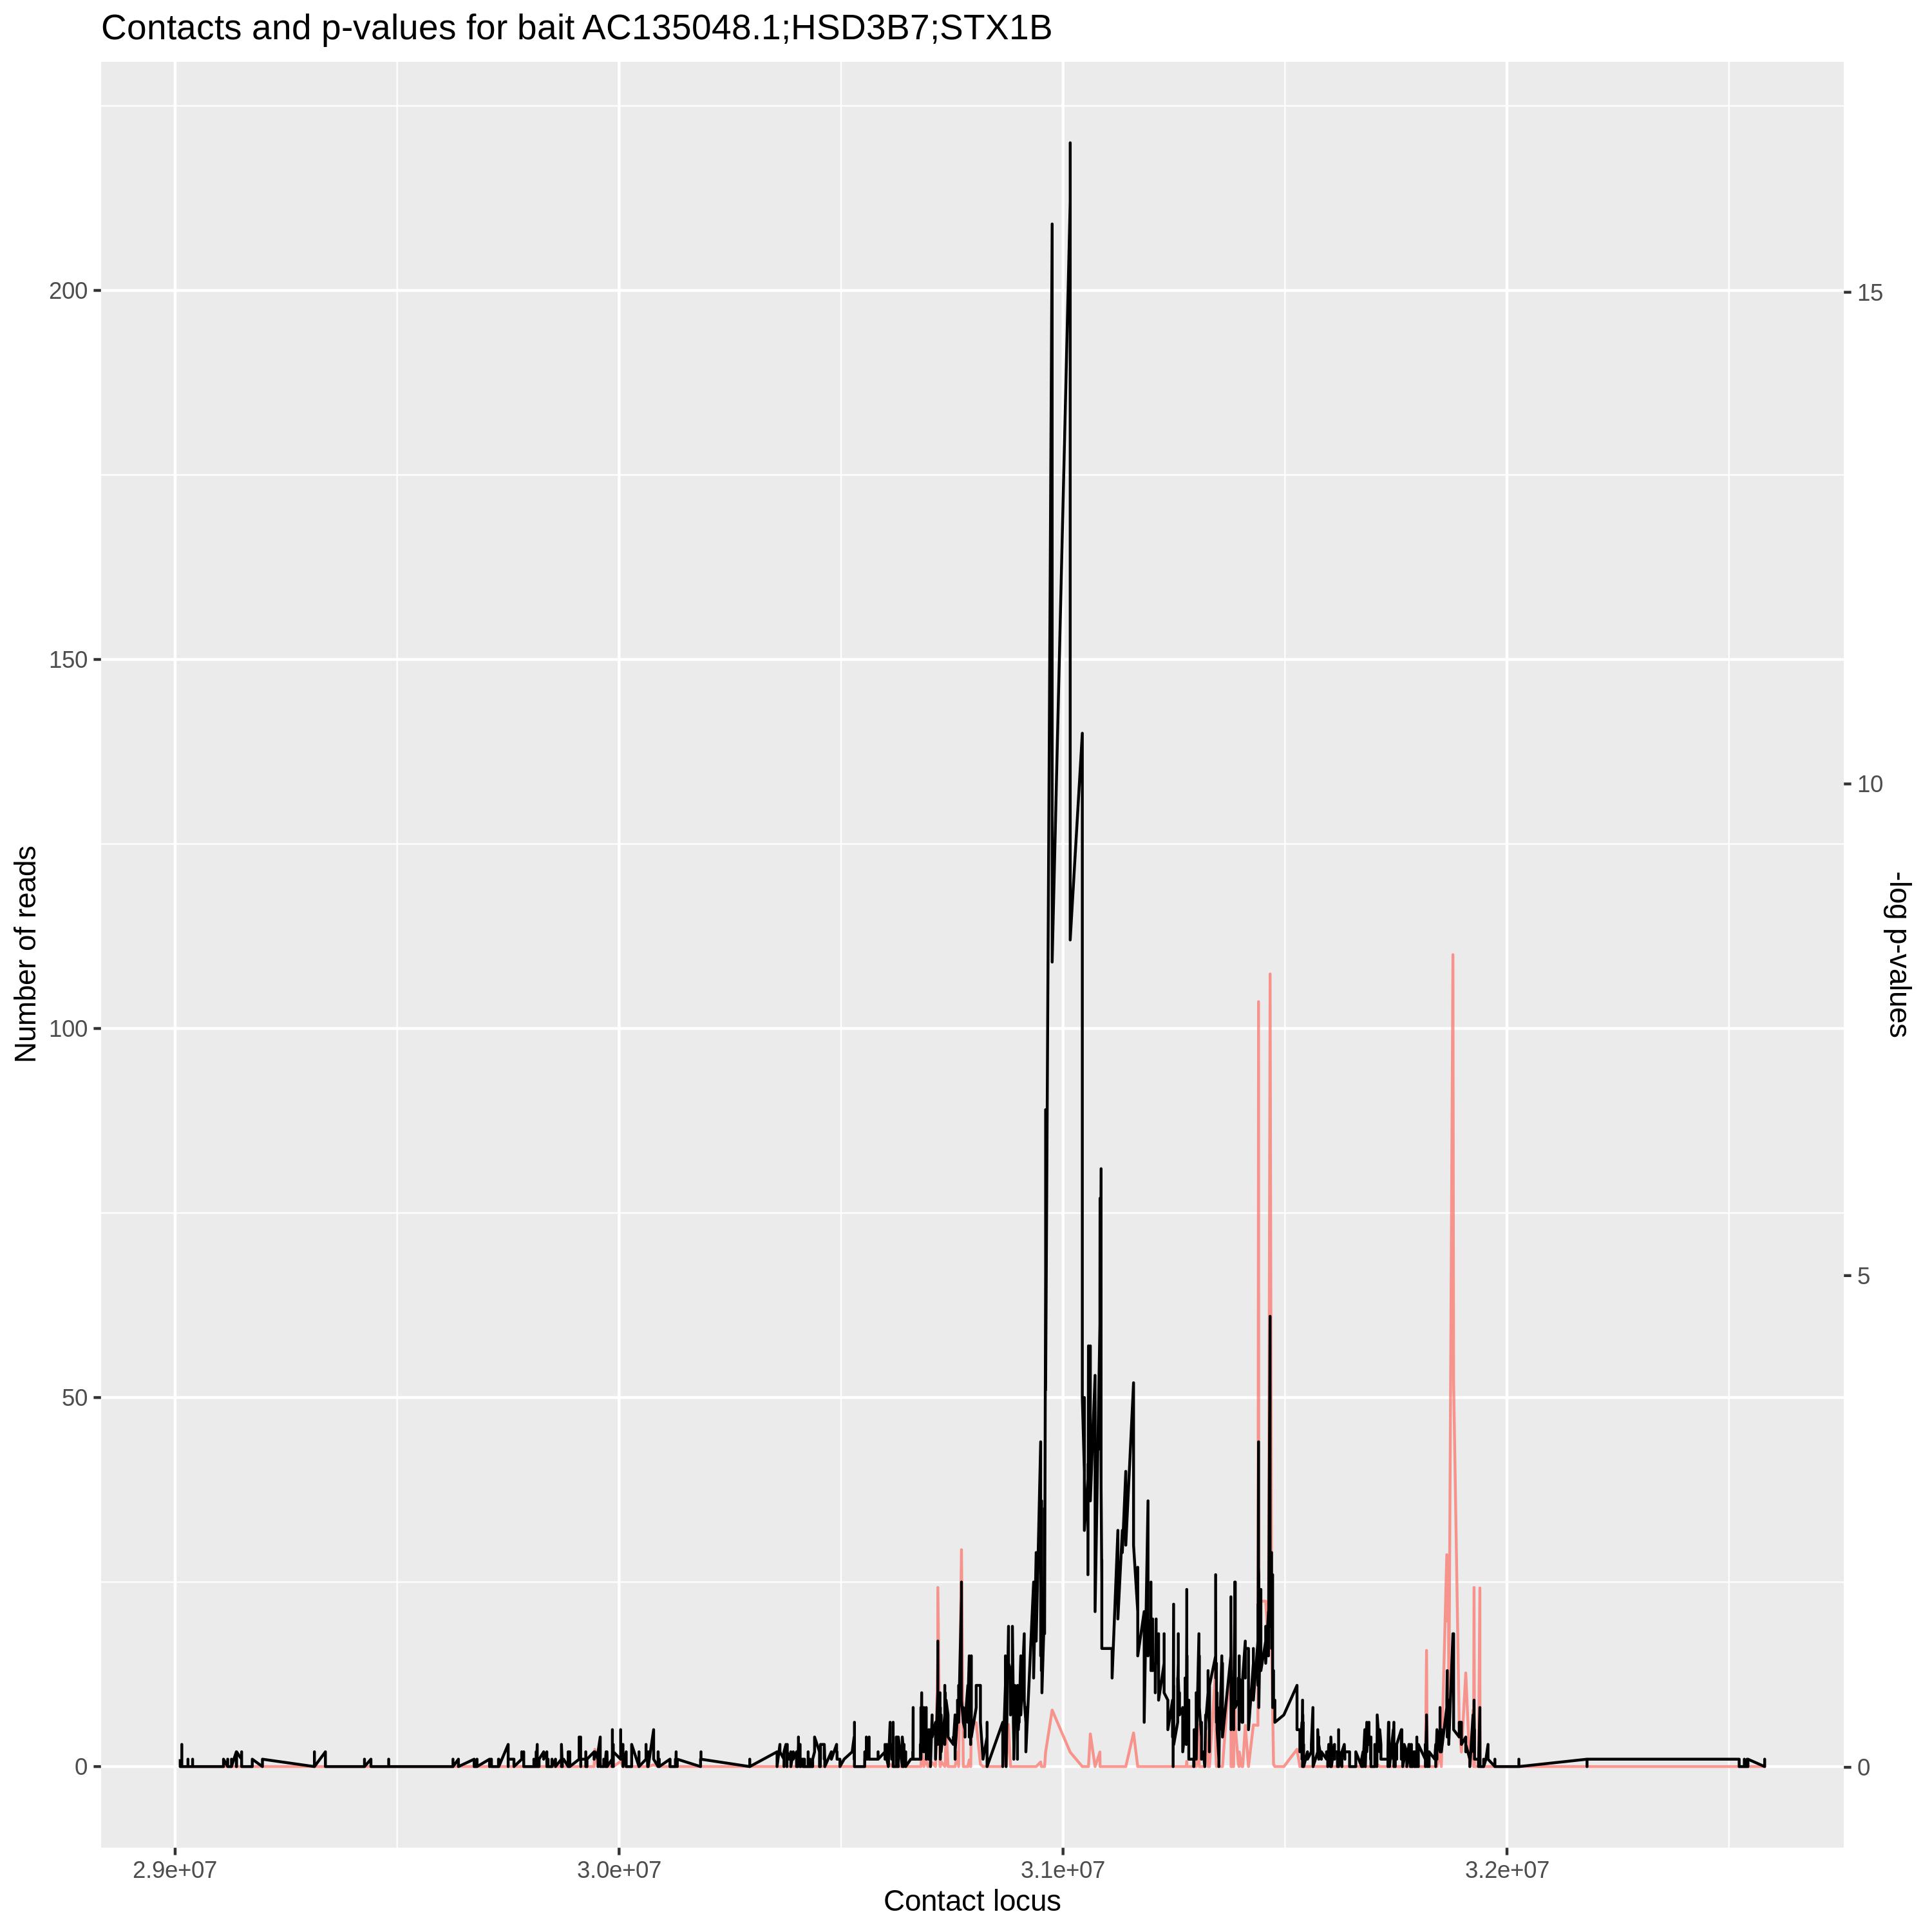 Contacts and p-values for bait AC135048.1;HSD3B7;STX1B
200
150
100
50
0
Number of reads
15
10
5
0
-log p-values
2.9e+07
3.0e+07
3.1e+07
3.2e+07
Contact locus